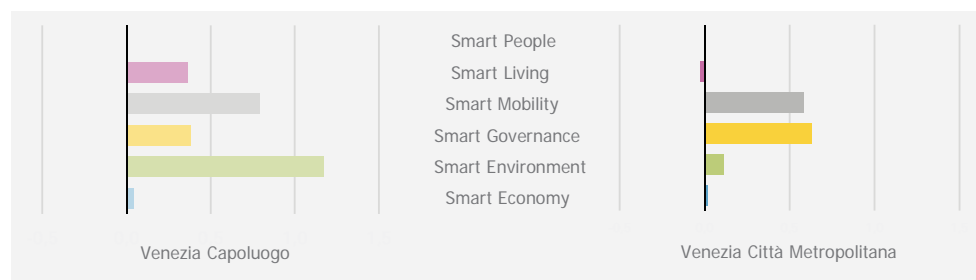 Smart People
Smart Living
Smart Mobility
Smart Governance
Smart Environment
Smart Economy
Venezia Capoluogo
Venezia Città Metropolitana